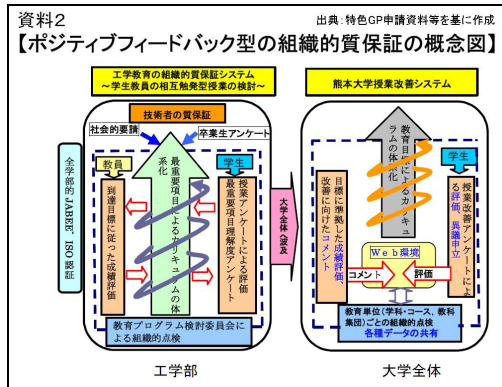 資料2
出典:特色GP申請資料等を基に作成
【ポジティブフィードバック型の組織的質保証の概念図】
工学教育の組織的質保証システム
～学生教員の相互触発型授業の検討～
技術者の質保証
社会的要請
卒業生アンケート
全学部的JABEE・ISO認証
教員
到達目標に従った成績評価
最重要項目によるカリキュラムの体
系化
学生
授業アンケートによる評価
最重要項目理解度アンケート
教育プログラム検討委員会に
よる組織的点検
工学部
大学全体へ波及
熊本大学授業改善システム
教育目標によるカリキュ
ラムの体系化
目標に準拠した成績評価、
改善に向けたコメント
学生
授業改善アンケートによ
る評価、異議申立
Web環境
コメント
評価
教育単位(学科・コース、教科
集団)ごとの組織的点検
各種データの共有
大学全体